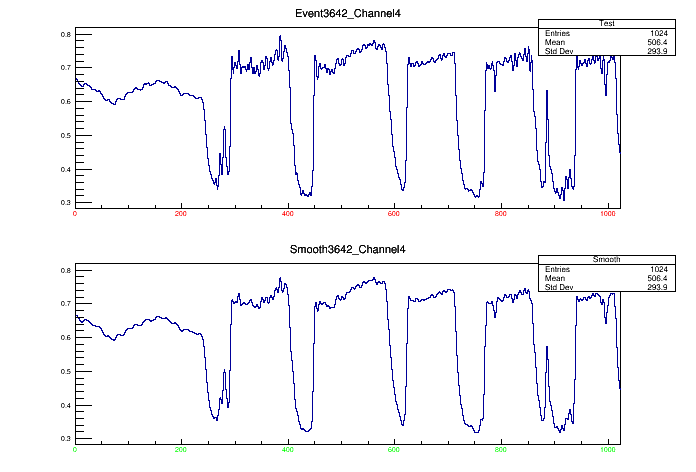 Event3642_Channel4
Test
Entries 1024
Mean 506.4
Std Dev 293.9
0.8
0.7
0.6
0.5
0.4
0.3
0 200 400 600 800 1000
Smooth3642_Channel4
Smooth
Entries 1024
Mean 506.4
Std Dev 293.9
0.8
0.7
0.6
0.5
0.4
0.3
0 200 400 600 800 1000